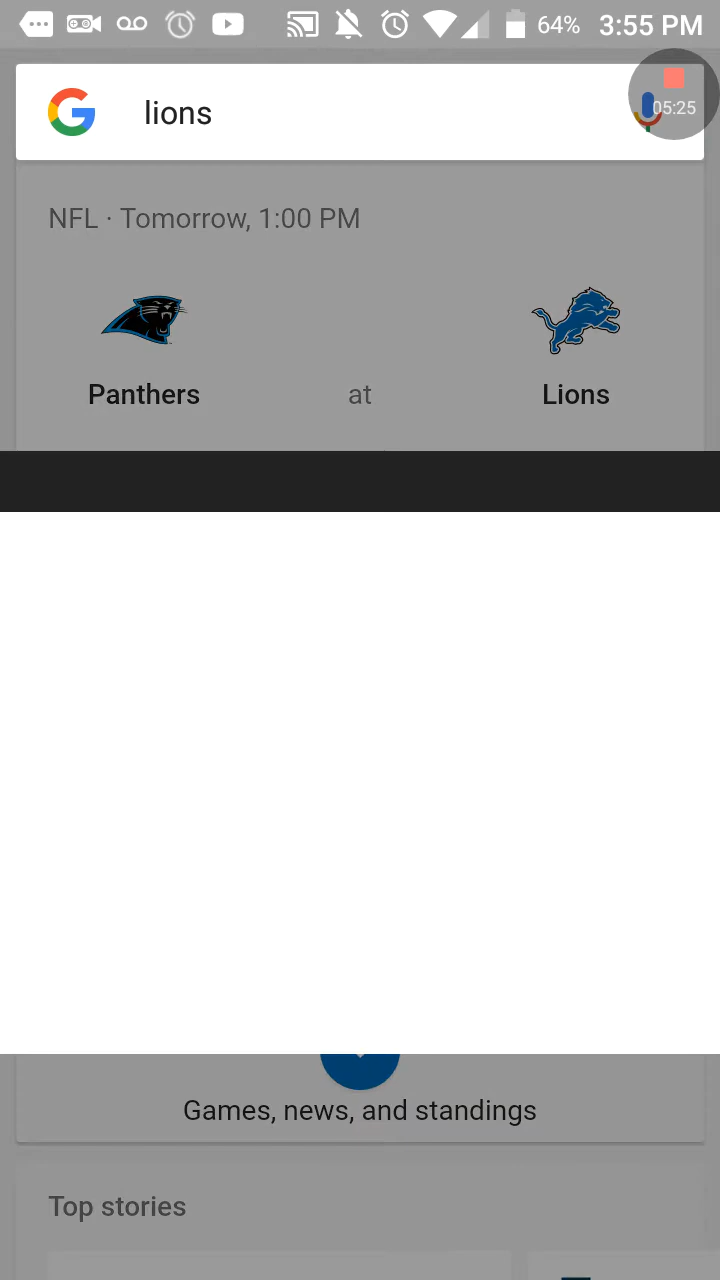 64% 3:55 PM
lions
05:25
NFL · Tomorrow, 1:00 PM
Panthers at Lions
Games, news, and standings
Top stories